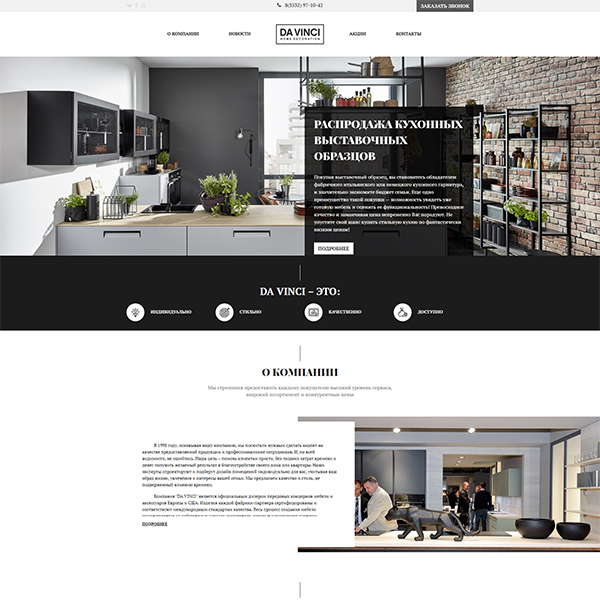 8(3532) 97-10-42
ЗАКАЗАТЬ ЗВОНОК
О КОМПАНИИ
НОВОСТИ
DA VINCI
HOME DECORATION
АКЦИИ
КОНТАКТЫ
РАСПРОДАЖА КУХОННЫХ
ВЫСТАВОЧНЫХ
ОБРАЗЦОВ
Покупая выставочный образец, вы становитесь обладателем
фабричного итальянского или немецкого кухонного гарнитура,
и значительно экономите бюджет семьи. Еще одно
преимущество такой покупки — возможность увидеть уже
готовую мебель и оценить ее функциональность! Превосходное
качество и заманчивая цена непременно Вас порадуют. Не
упустите свой шанс купить стильную кухню по фантастически
низким ценам!
ПОДРОБНЕЕ
DA VINCI – ЭТО:
ИНДИВИДУАЛЬНО
СТИЛЬНО
КАЧЕСТВЕННО
ДОСТУПНО
О КОМПАНИИ
Мы стремимся предоставить каждому покупателю высокий уровень сервиса,
широкий ассортимент и конкурентные цены
В 1998 году, основывая нашу компанию, мы посчитали нужным сделать акцент на
качестве предоставляемой продукции и профессионализме сотрудников. И, по всей
видимости, не ошиблись. Наша цель – помочь клиентам просто, без лишних затрат времени и
денег получить желаемый результат в благоустройстве своего дома или квартиры. Наши
эксперты спроектируют и подберут дизайн помещений индивидуально для вас, учитывая ваш
образ жизни, увлечения и интересы вашей семьи. Мы предлагаем качество и стиль, не
подверженный влиянию времени.
Компания "DA VINCI" является официальным дилером передовых концернов мебели и
аксессуаров Европы и США. Изделия каждой фабрики-партнера сертифицированы и
соответствуют международным стандартам качества. Весь процесс создания мебели
ПОДРОБНЕЕ